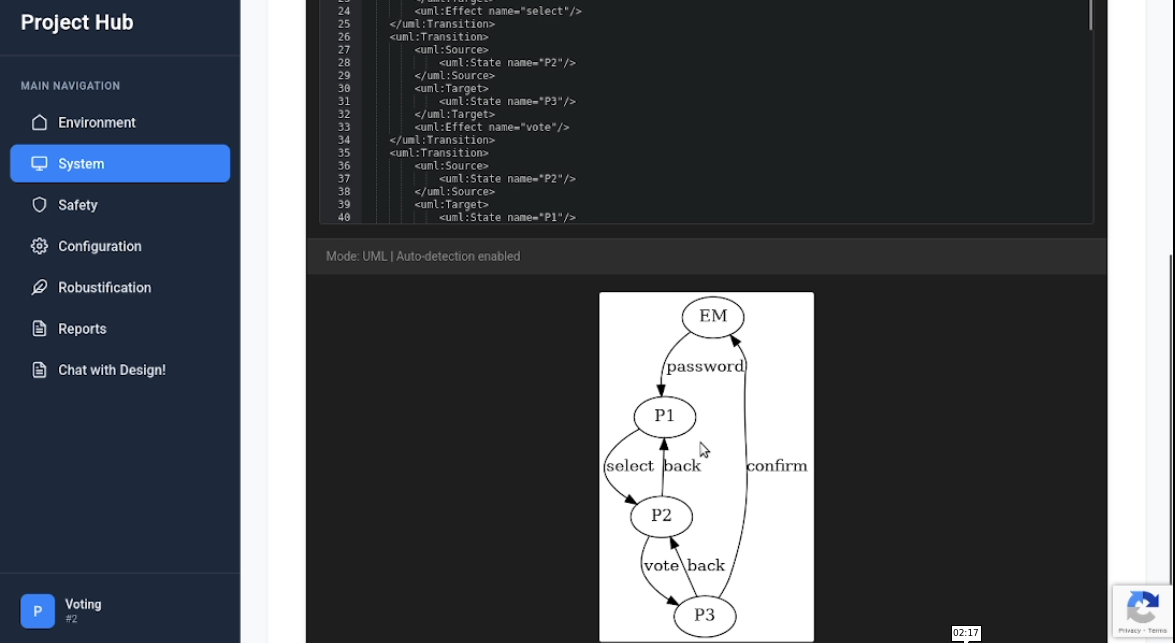 Project Hub
MAIN NAVIGATION
Environment
System
Safety
Configuration
Robustification
Reports
Chat with Design!
P
Voting
#2
24 <uml:Effect name="select"/>
25 </uml:Transition>
26 <uml:Transition>
27 <uml:Source>
28 <uml:State name="P2"/>
29 </uml:Source>
30 <uml:Target>
31 <uml:State name="P3"/>
32 </uml:Target>
33 <uml:Effect name="vote"/>
34 </uml:Transition>
35 <uml:Transition>
36 <uml:Source>
37 <uml:State name="P2"/>
38 </uml:Source>
39 <uml:Target>
40 <uml:State name="P1"/>
Mode: UML | Auto-detection enabled
EM
password
P1
select back confirm
P2
vote back
P3
02:17
Privacy - Terms